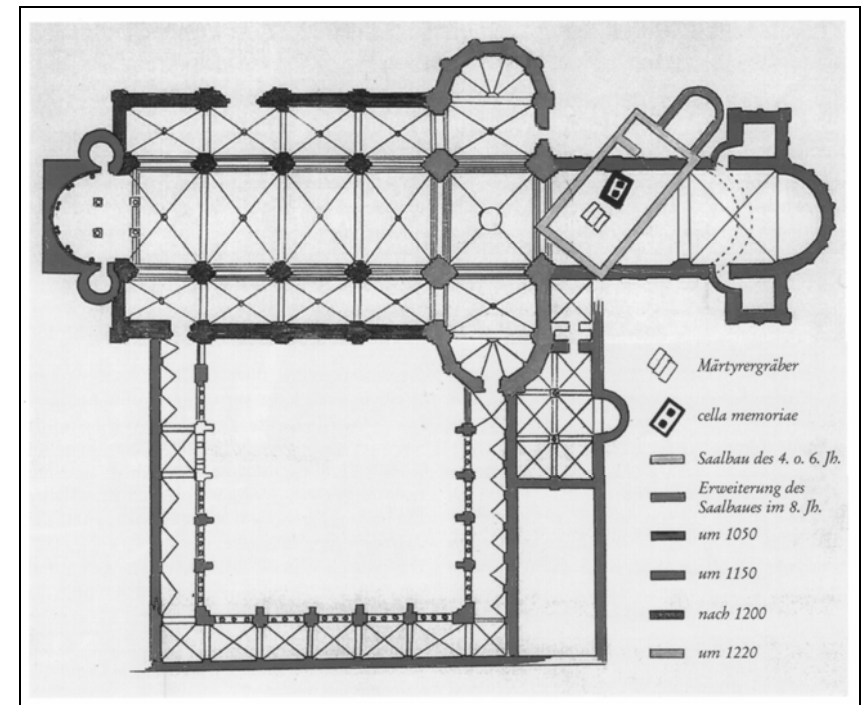 Märtyrergräber
cella memoriae
Saalbau des 4. o. 6. Jh.
Erweiterung des
Saalbaues im 8. Jh.
um 1050
um 1150
nach 1200
um 1220